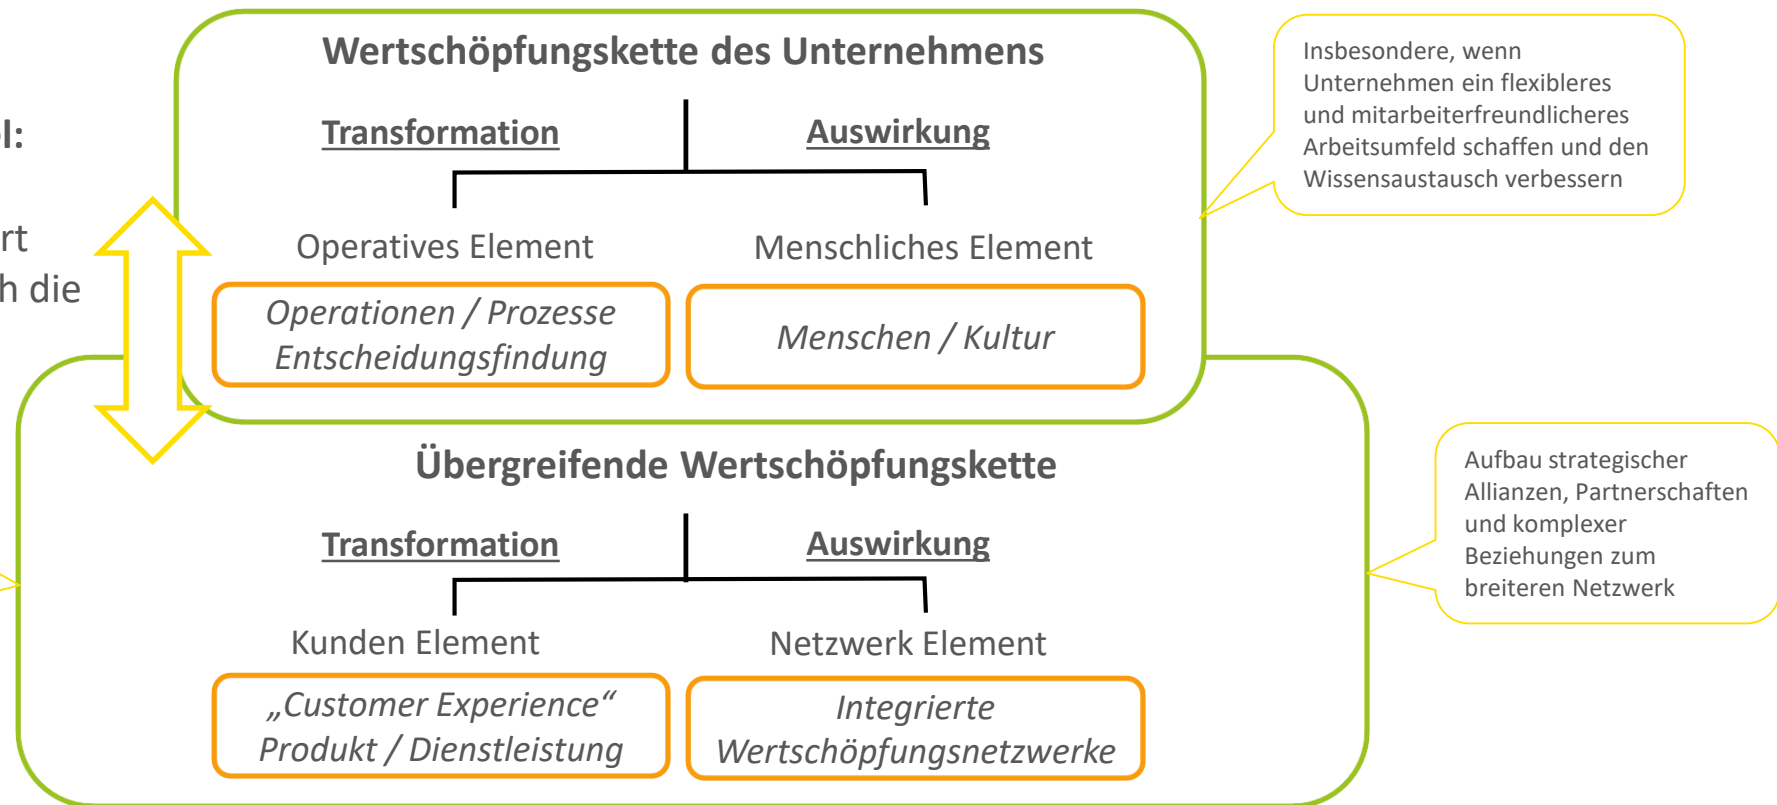 l:
rt
h die
Wertschöpfungskette des Unternehmens
Transformation
Auswirkung
Operatives Element
Menschliches Element
Operationen / Prozesse
Entscheidungsfindung
Menschen / Kultur
Insbesondere, wenn
Unternehmen ein flexibleres
und mitarbeiterfreundlicheres
Arbeitsumfeld schaffen und den
Wissensaustausch verbessern
Übergreifende Wertschöpfungskette
Transformation
Auswirkung
Kunden Element
Netzwerk Element
„Customer Experience“
Produkt / Dienstleistung
Integrierte
Wertschöpfungsnetzwerke
Aufbau strategischer
Allianzen, Partnerschaften
und komplexer
Beziehungen zum
breiteren Netzwerk